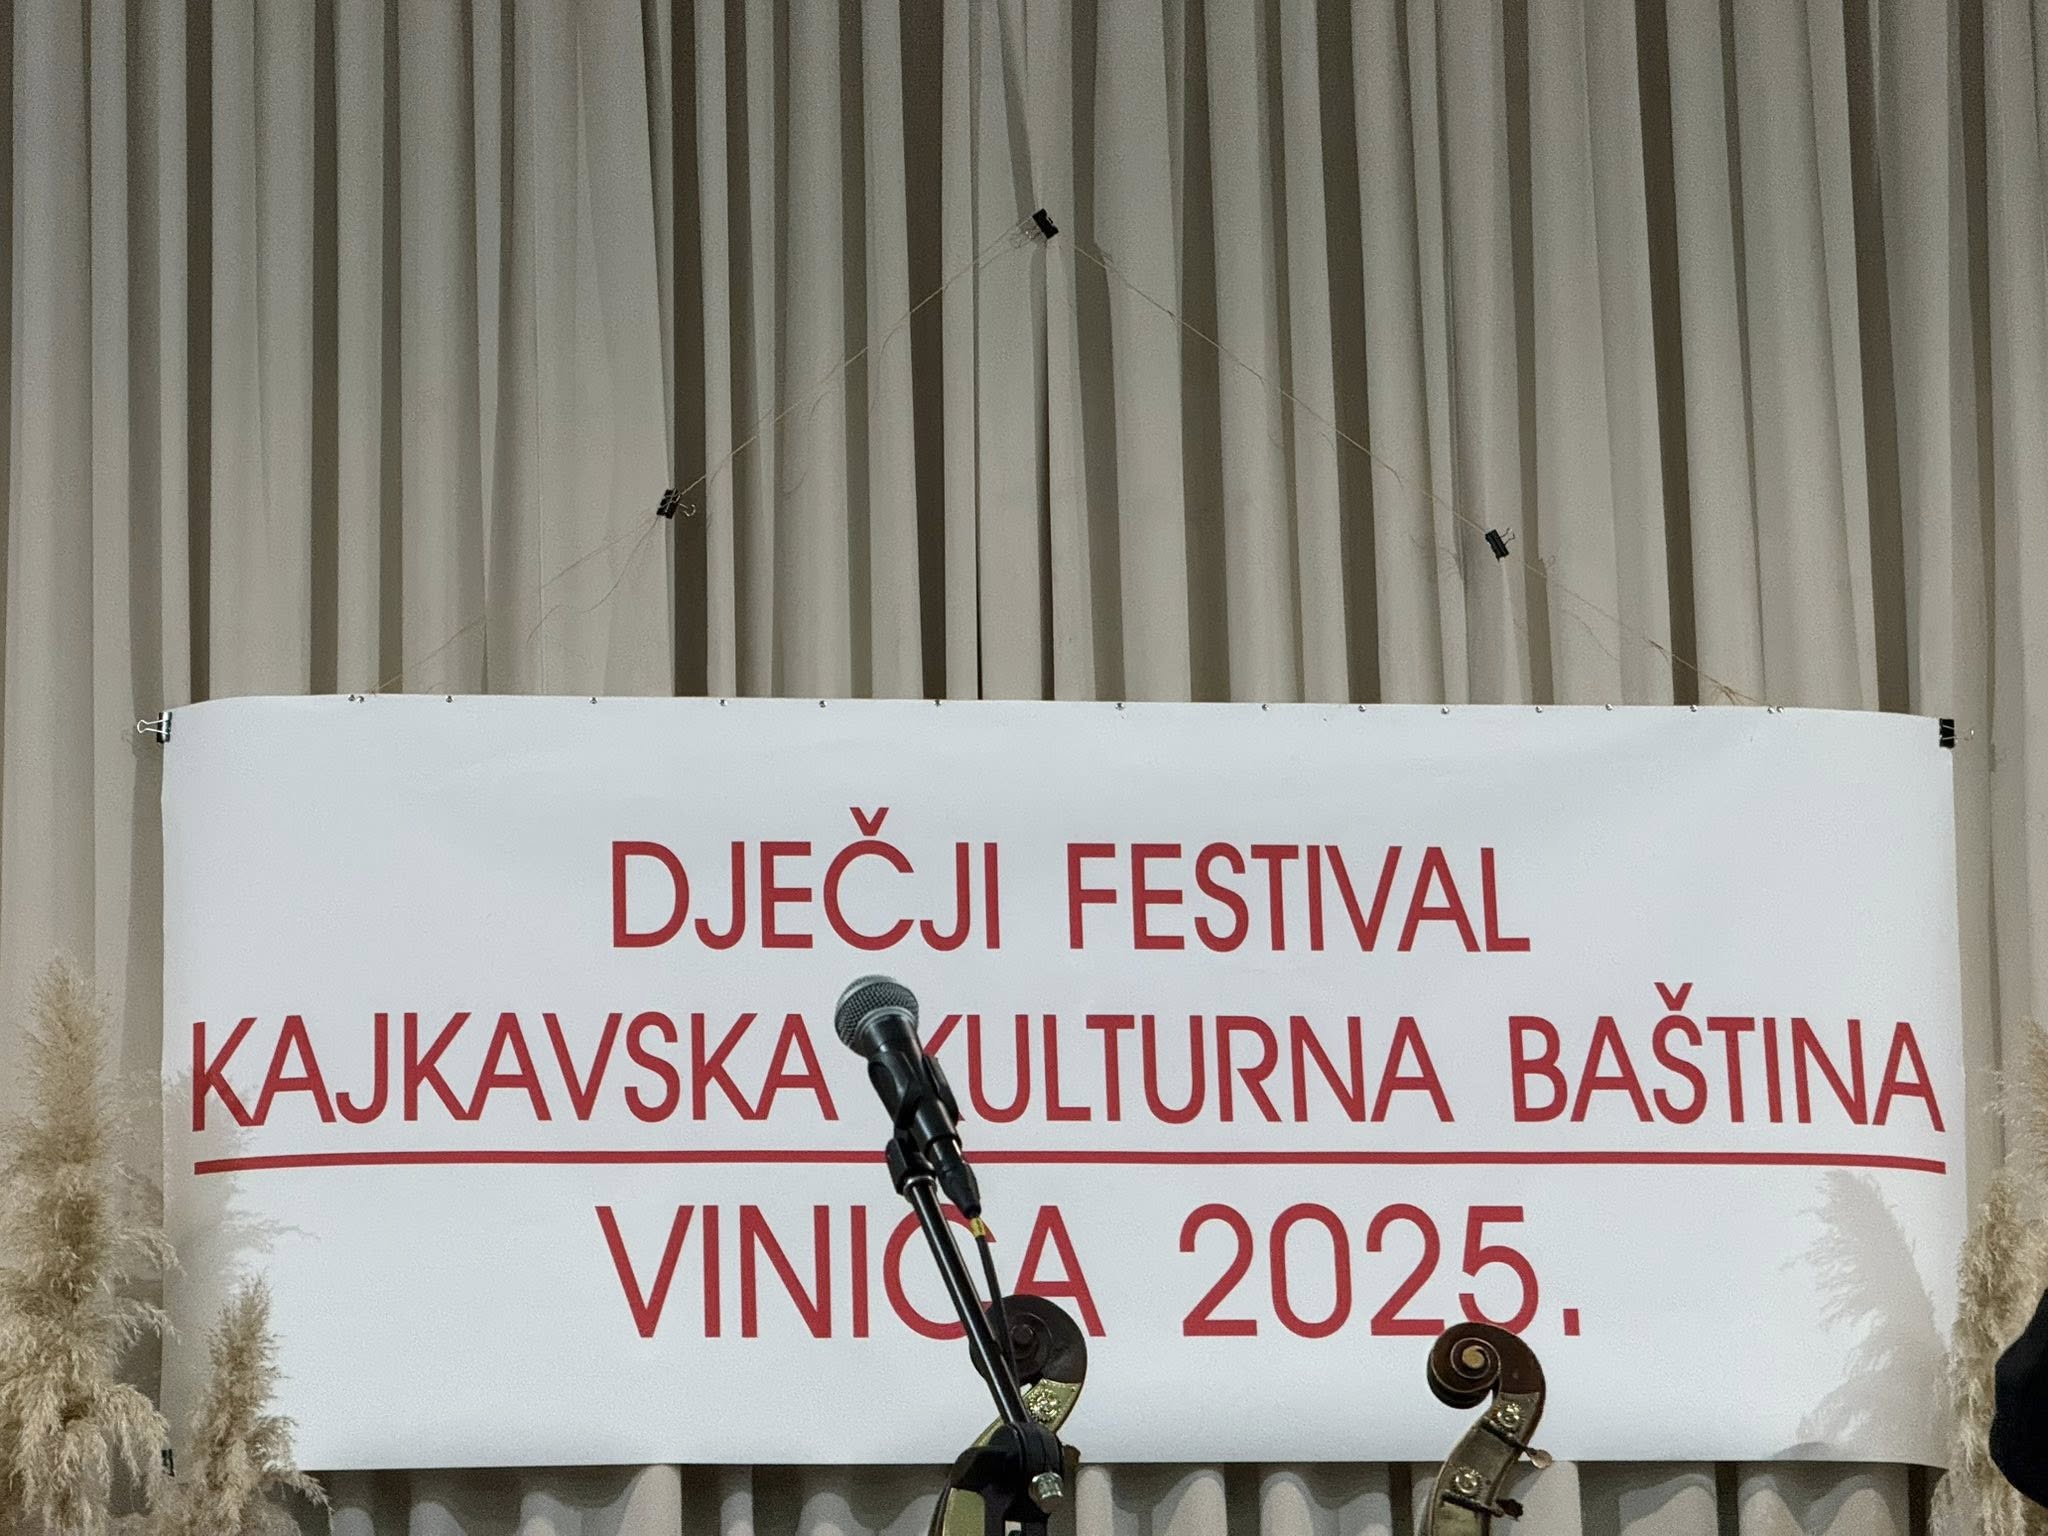 DJEČJI FESTIVAL
KAJKAVSKA KULTURNA BAŠTINA
VINICA 2025.